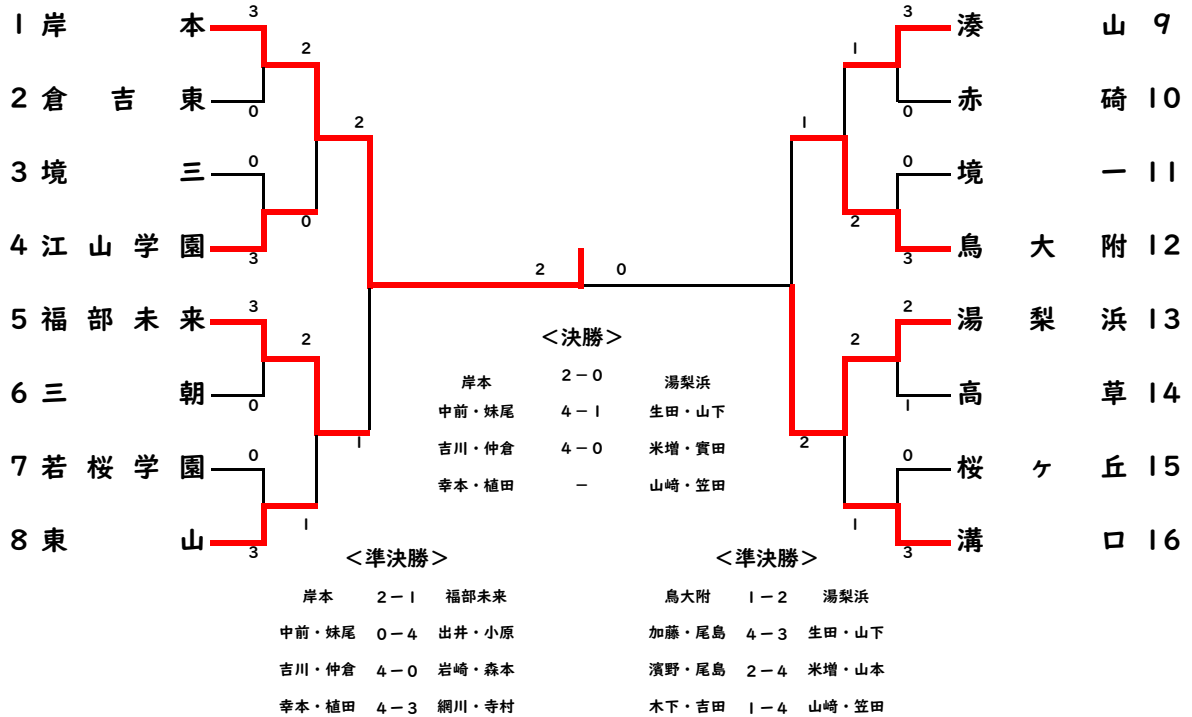 3 3
1 岸 本 湊 山 9
2 1
2 倉 吉 東 赤 碕 10
0 0
2 1
3 境 三 0 0 境 一 11
0 2
4 江 山 学 園 鳥 大 附 12
3 3
2 0
5 福 部 未 来 3 2 湯 梨 浜 13
2 2
<決勝>
岸本 2－0 湯梨浜
6 三 朝 高 草 14
0 1
中前・妹尾 4－1 生田・山下
1 2
吉川・仲倉 4－0 米増・實田
7 若 桜 学 園 0 0 桜 ヶ 丘 15
幸本・植田 － 山﨑・笠田
1 1
8 東 山 溝 口 16
3 3
<準決勝> <準決勝>
岸本 2－1 福部未来 鳥大附 1－2 湯梨浜
中前・妹尾 0－4 出井・小原 加藤・尾島 4－3 生田・山下
吉川・仲倉 4－0 岩崎・森本 濱野・尾島 2－4 米増・山本
幸本・植田 4－3 網川・寺村 木下・吉田 1－4 山﨑・笠田